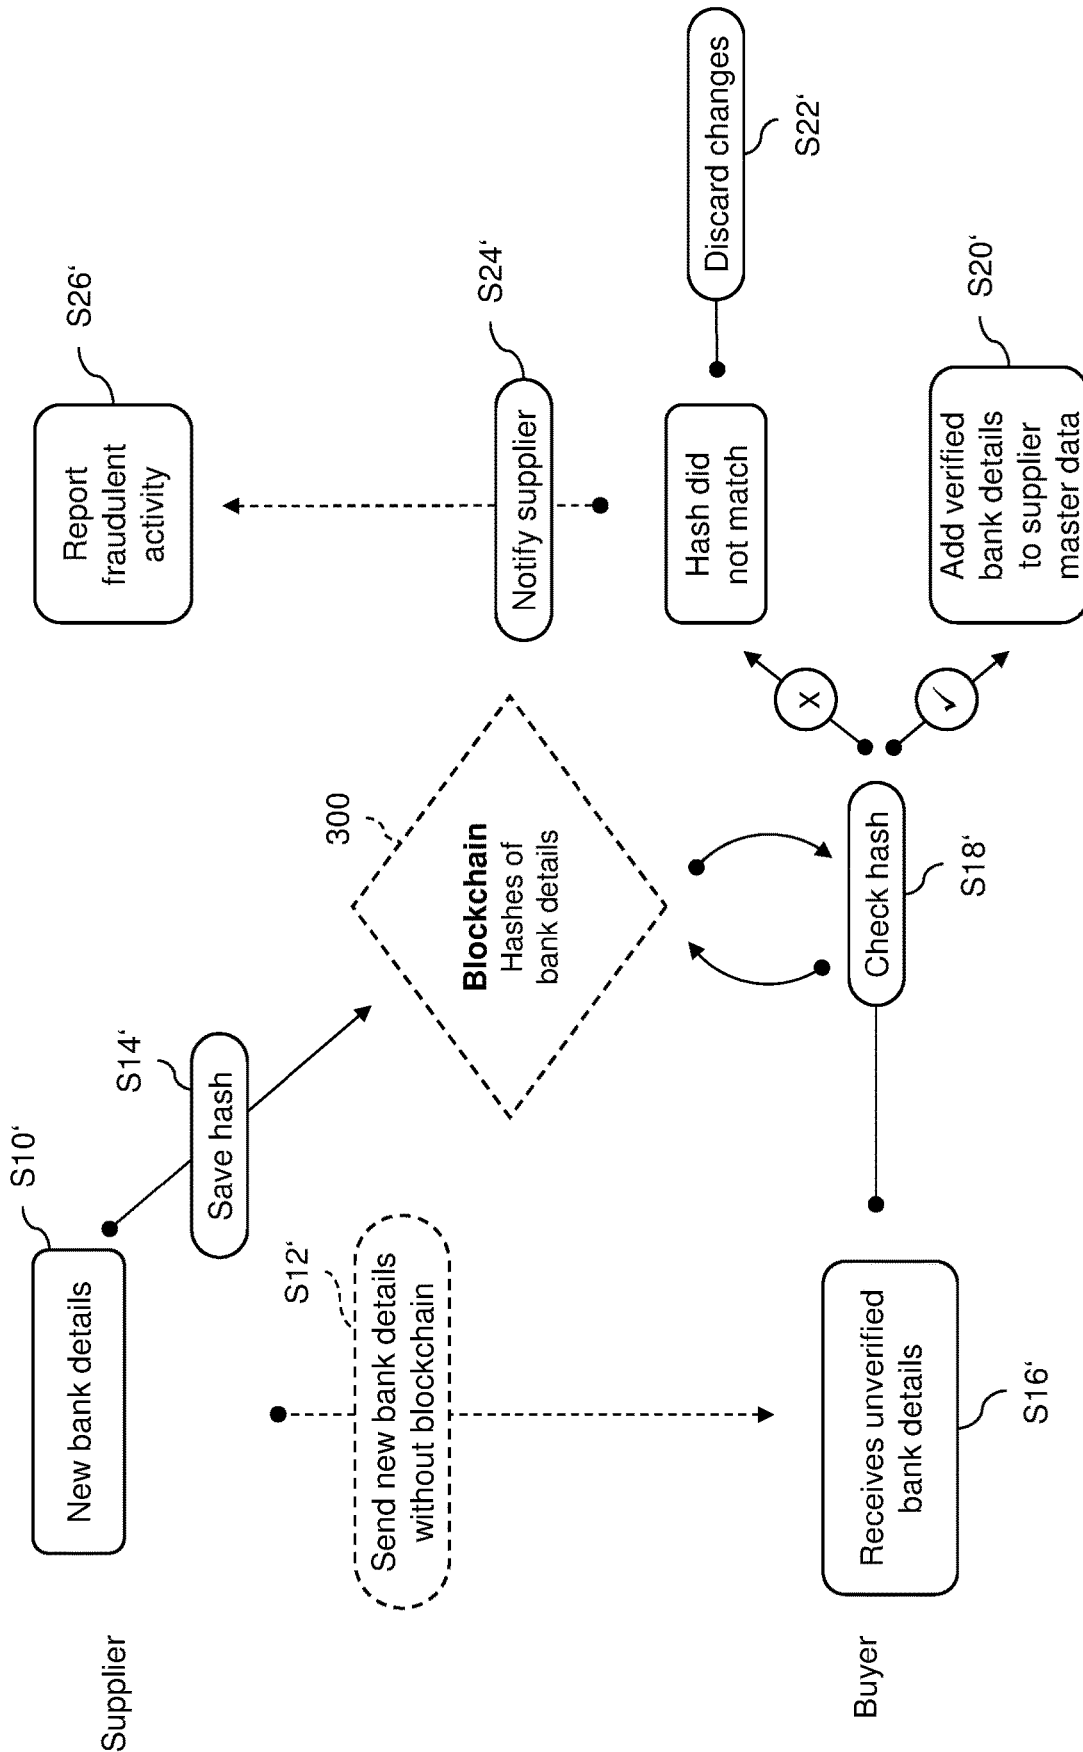 Supplier
New bank details
S10‘
Save hash
S14‘
Send new bank details
without blockchain
S12‘
Blockchain
Hashes of
bank details
300
Report
fraudulent
activity
S26‘
Notify supplier
S24‘
Buyer
Receives unverified
bank details
S16‘
Check hash
S18‘
X
✓
Hash did
not match
Discard changes
S22‘
Add verified
bank details
to supplier
master data
S20‘